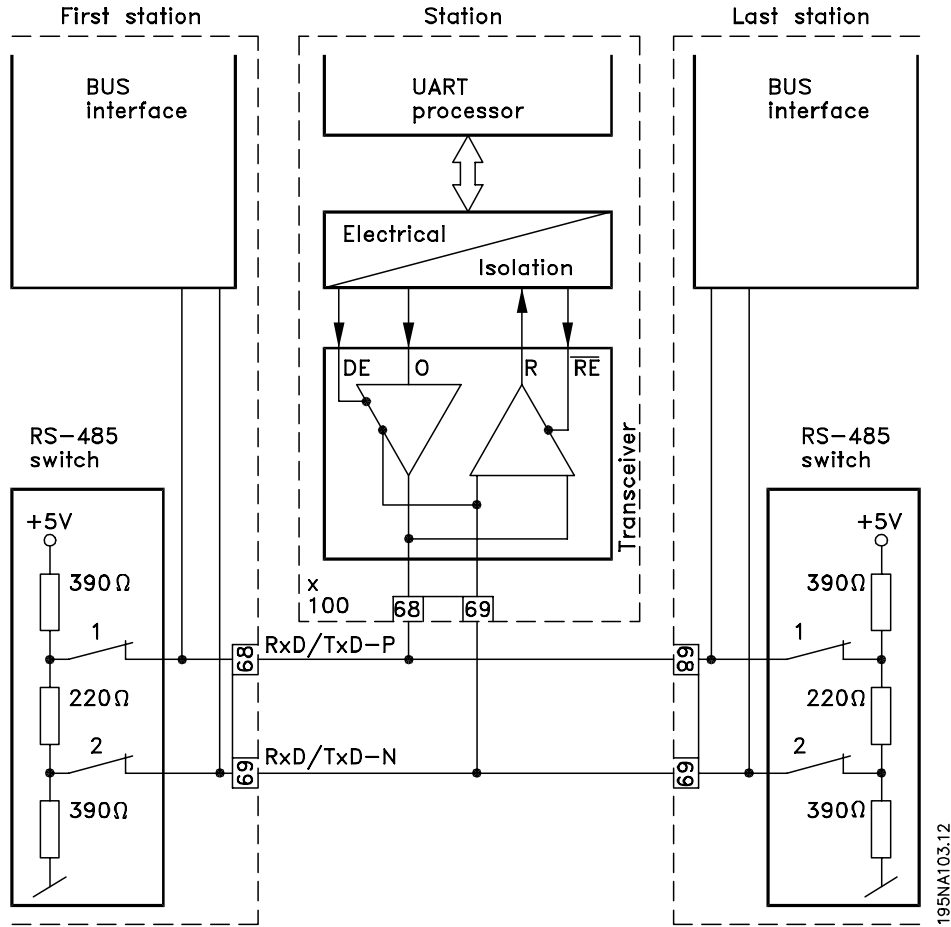 First station
Station
Last station
BUS
interface
UART
processor
BUS
interface
Electrical
Isolation
DE
O
R
RE
Transceiver
RS-485
switch
RS-485
switch
+5V
+5V
390Ω
390Ω
x
100
68
69
1
1
68
RxD/TxD-P
68
220Ω
220Ω
2
2
69
RxD/TxD-N
69
390Ω
390Ω
195NA103.12